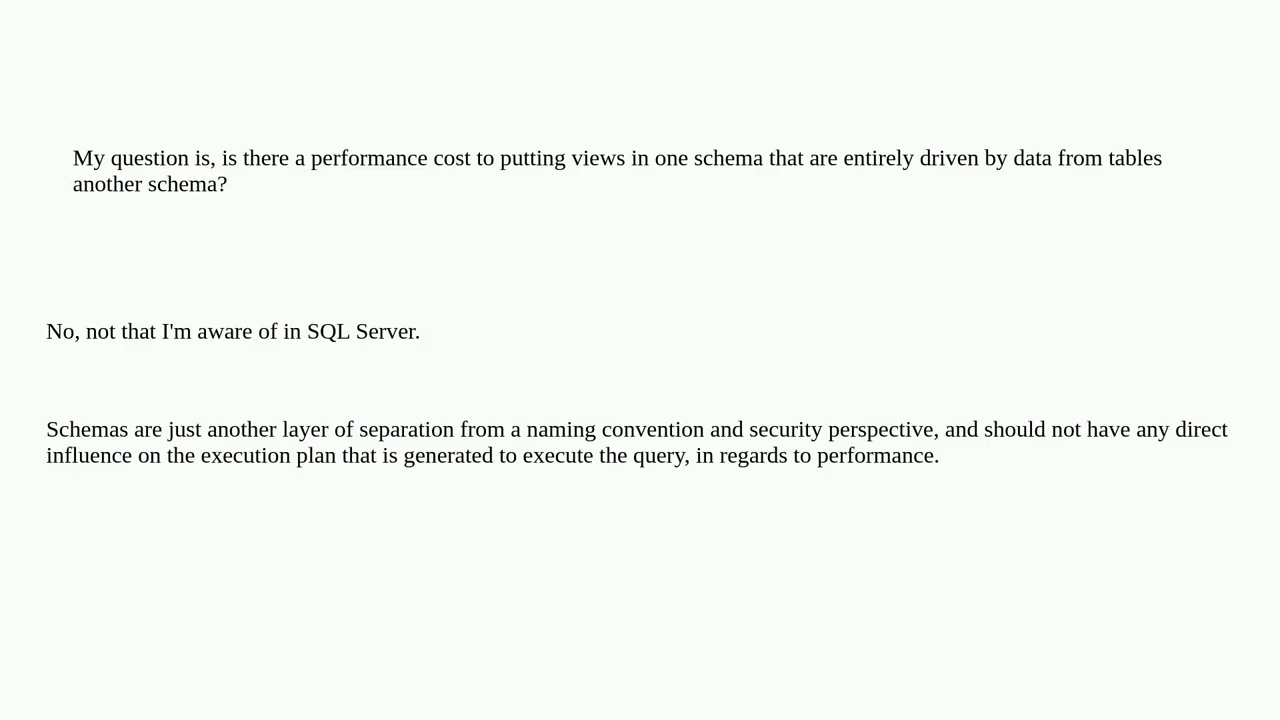 My question is, is there a performance cost to putting views in one schema that are entirely driven by data from tables
another schema?
No, not that I'm aware of in SQL Server.
Schemas are just another layer of separation from a naming convention and security perspective, and should not have any direct
influence on the execution plan that is generated to execute the query, in regards to performance.